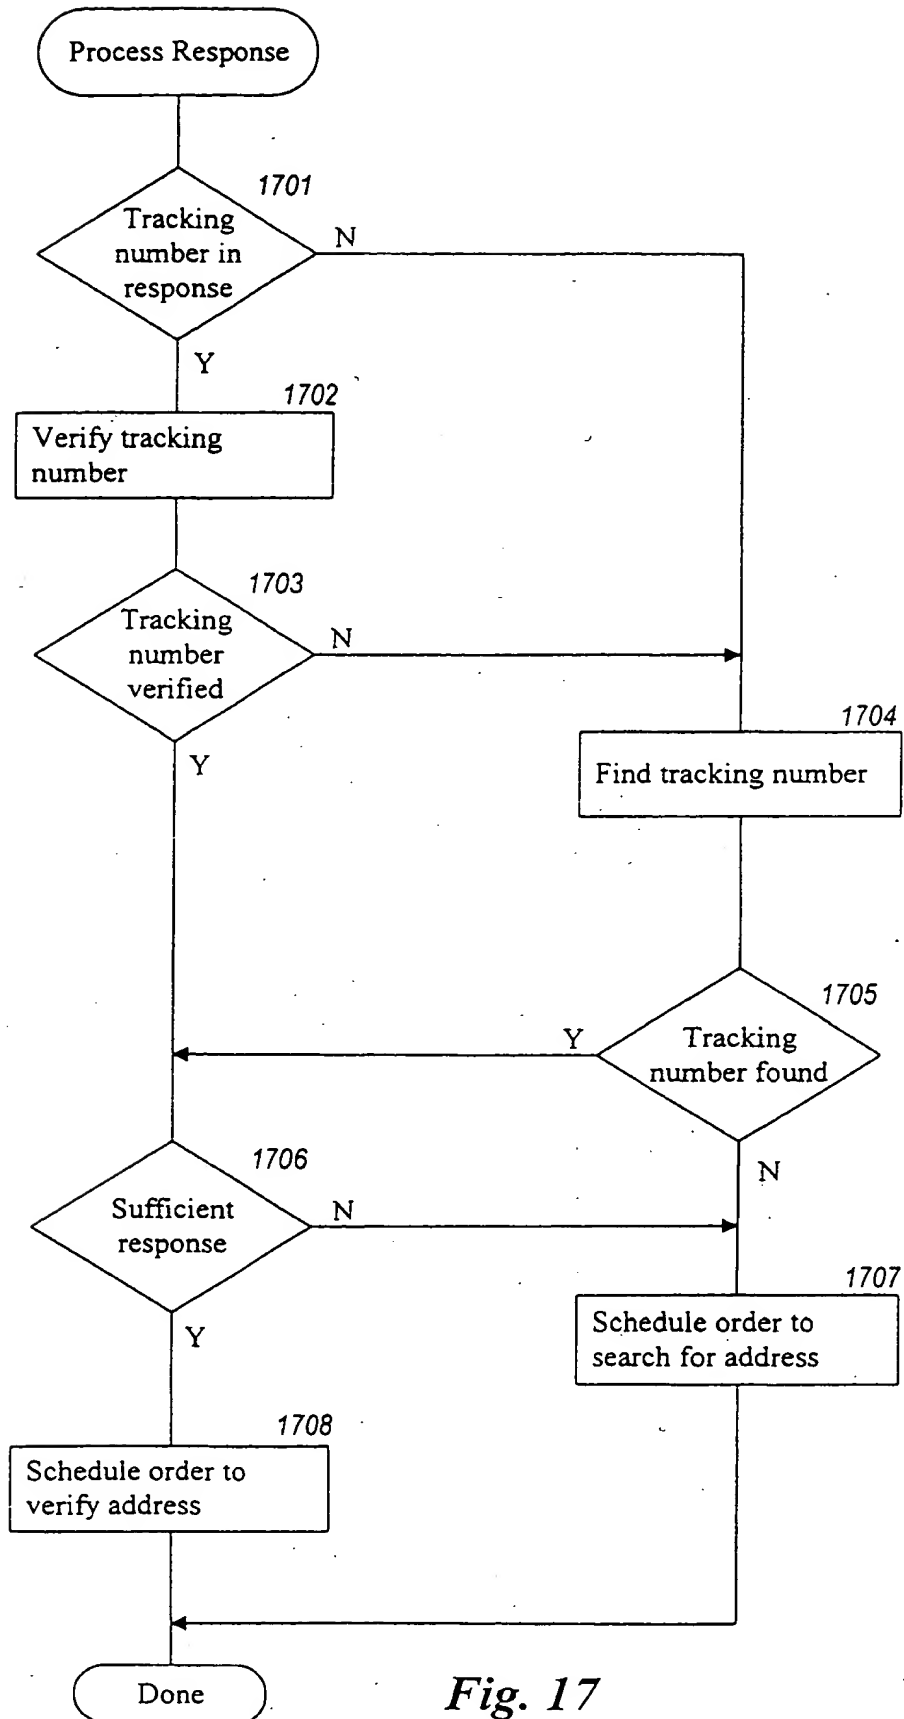 Process Response
1701
Tracking
number in
response
N
Y
1702
Verify tracking
number
1703
Tracking
number
verified
N
Y
1704
Find tracking number
1705
Tracking
number found
Y
N
1706
Sufficient
response
N
Y
1707
Schedule order to
search for address
1708
Schedule order to
verify address
Done
Fig. 17